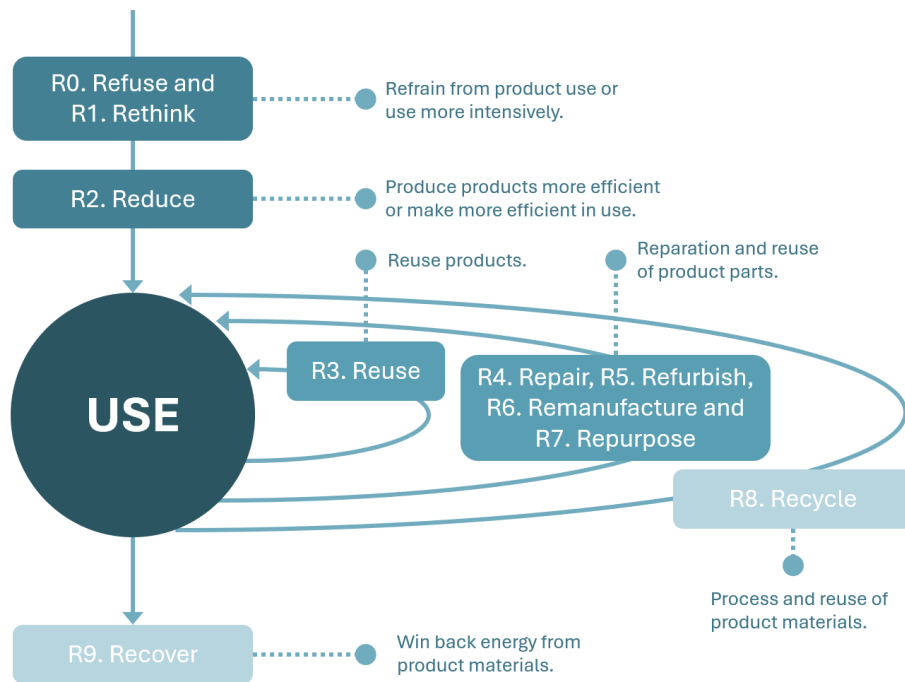 R0. Refuse and
R1. Rethink
Refrain from product use or
use more intensively.
R2. Reduce
Produce products more efficient
or make more efficient in use.
Reuse products.
Reparation and reuse
of product parts.
R3. Reuse
R4. Repair, R5. Refurbish,
R6. Remanufacture and
R7. Repurpose
USE
R8. Recycle
Process and reuse of
product materials.
R9. Recover
Win back energy from
product materials.